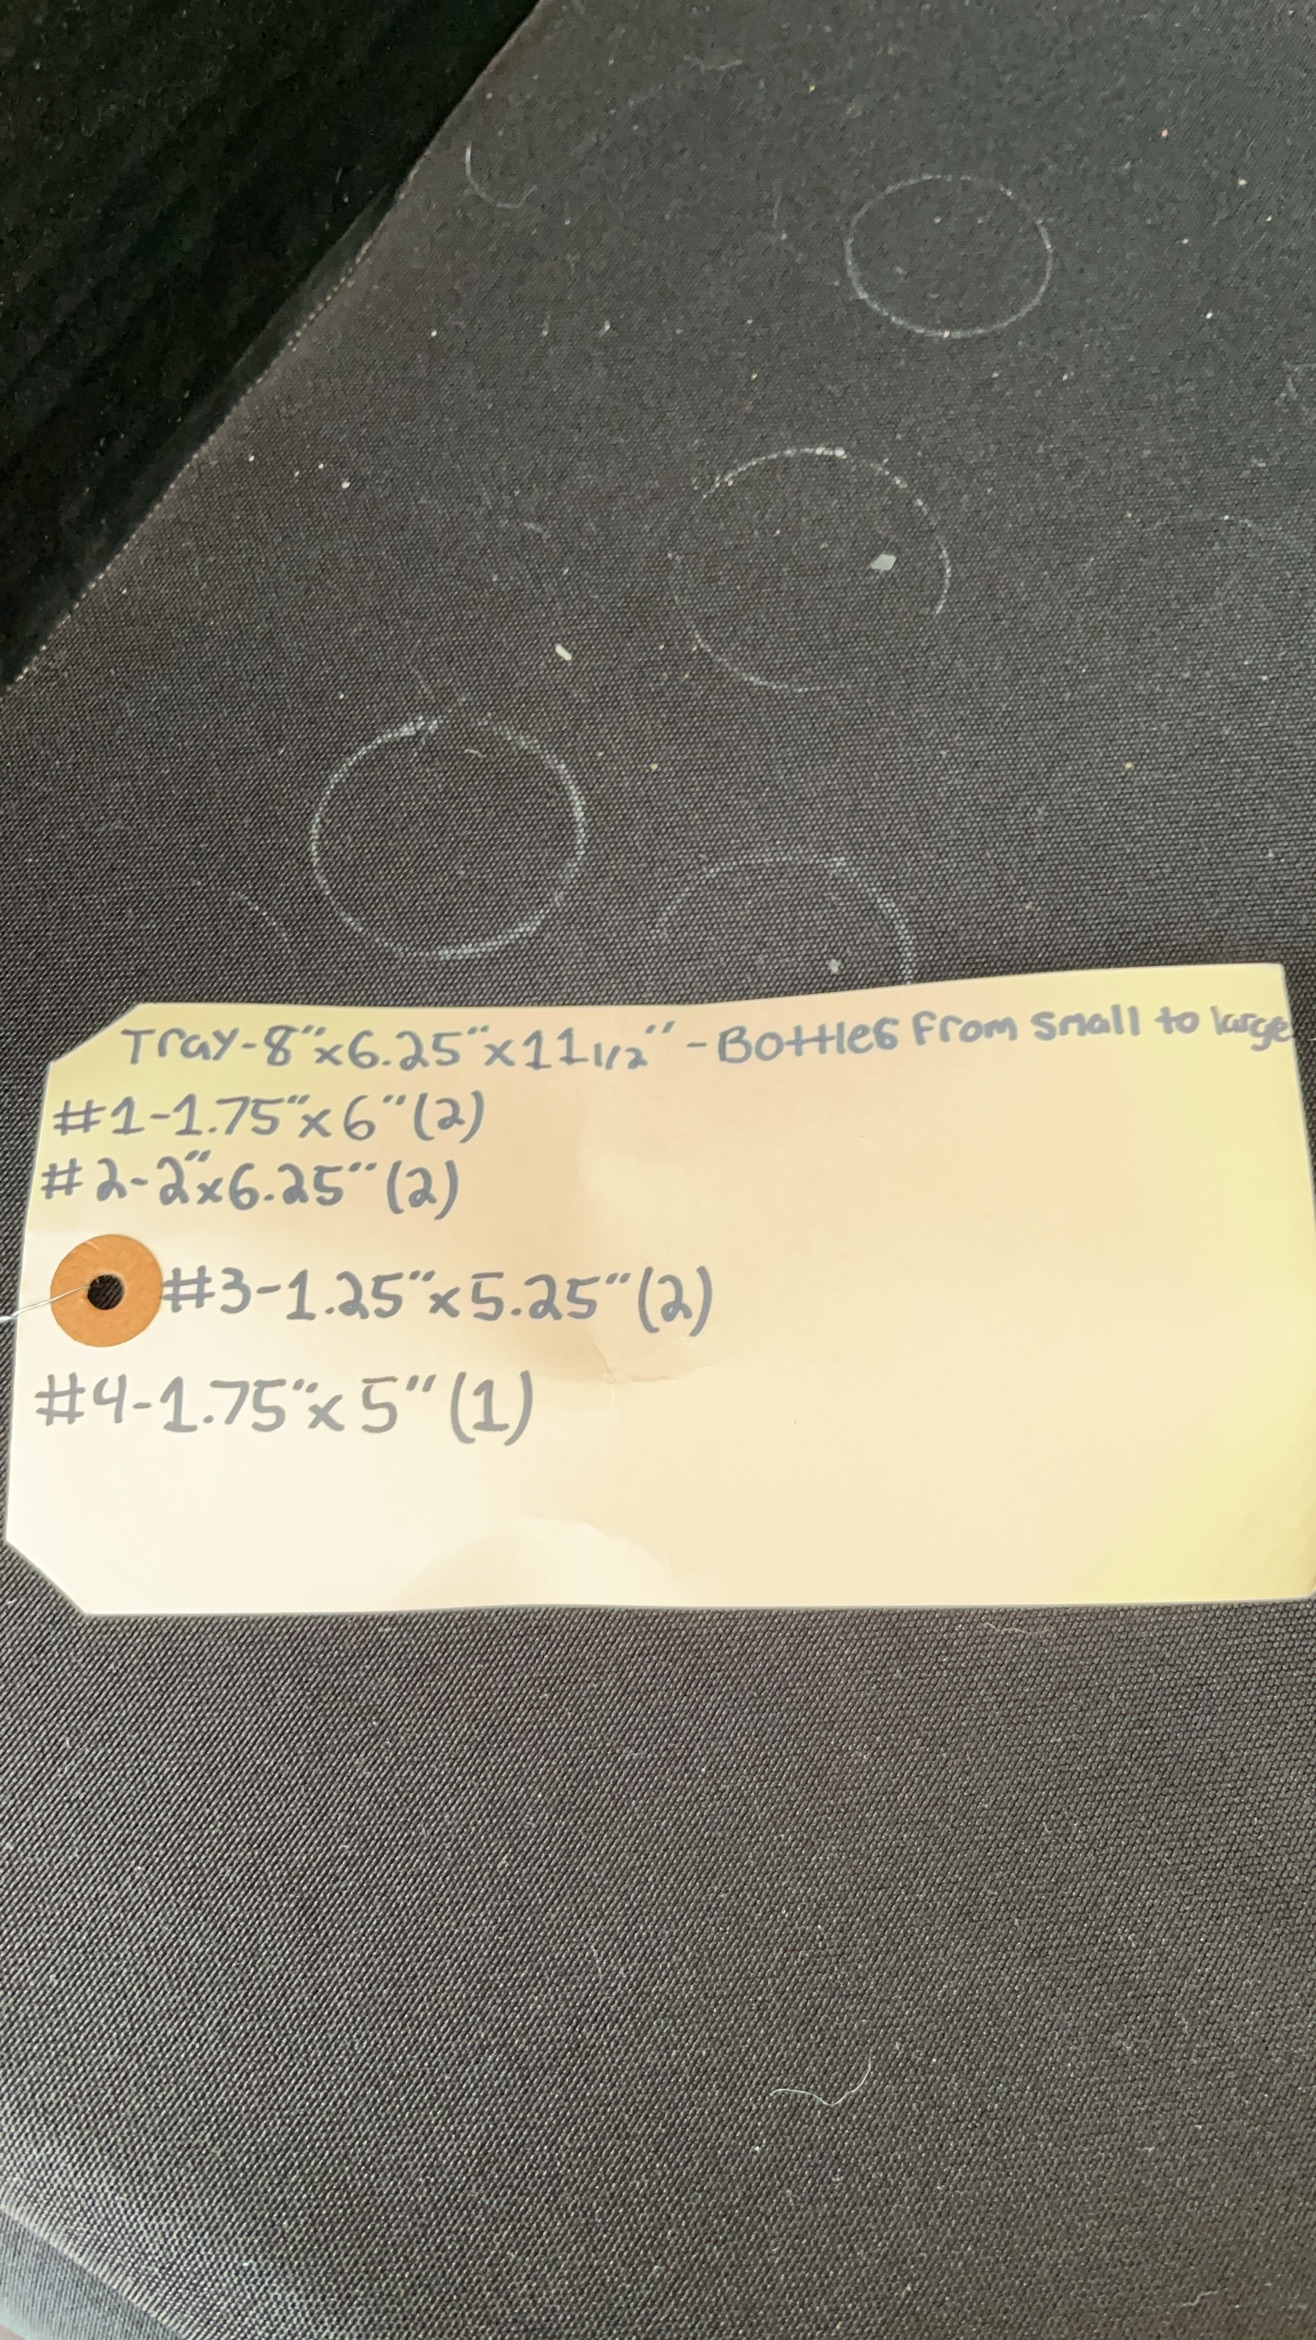 Tray-8"x6.25"x11 1/2"-Bottles From Small to large
#1-1.75"x6"(2)
#2-2"x6.25"(2)
#3-1.25"x5.25"(2)
#4-1.75"x5"(1)